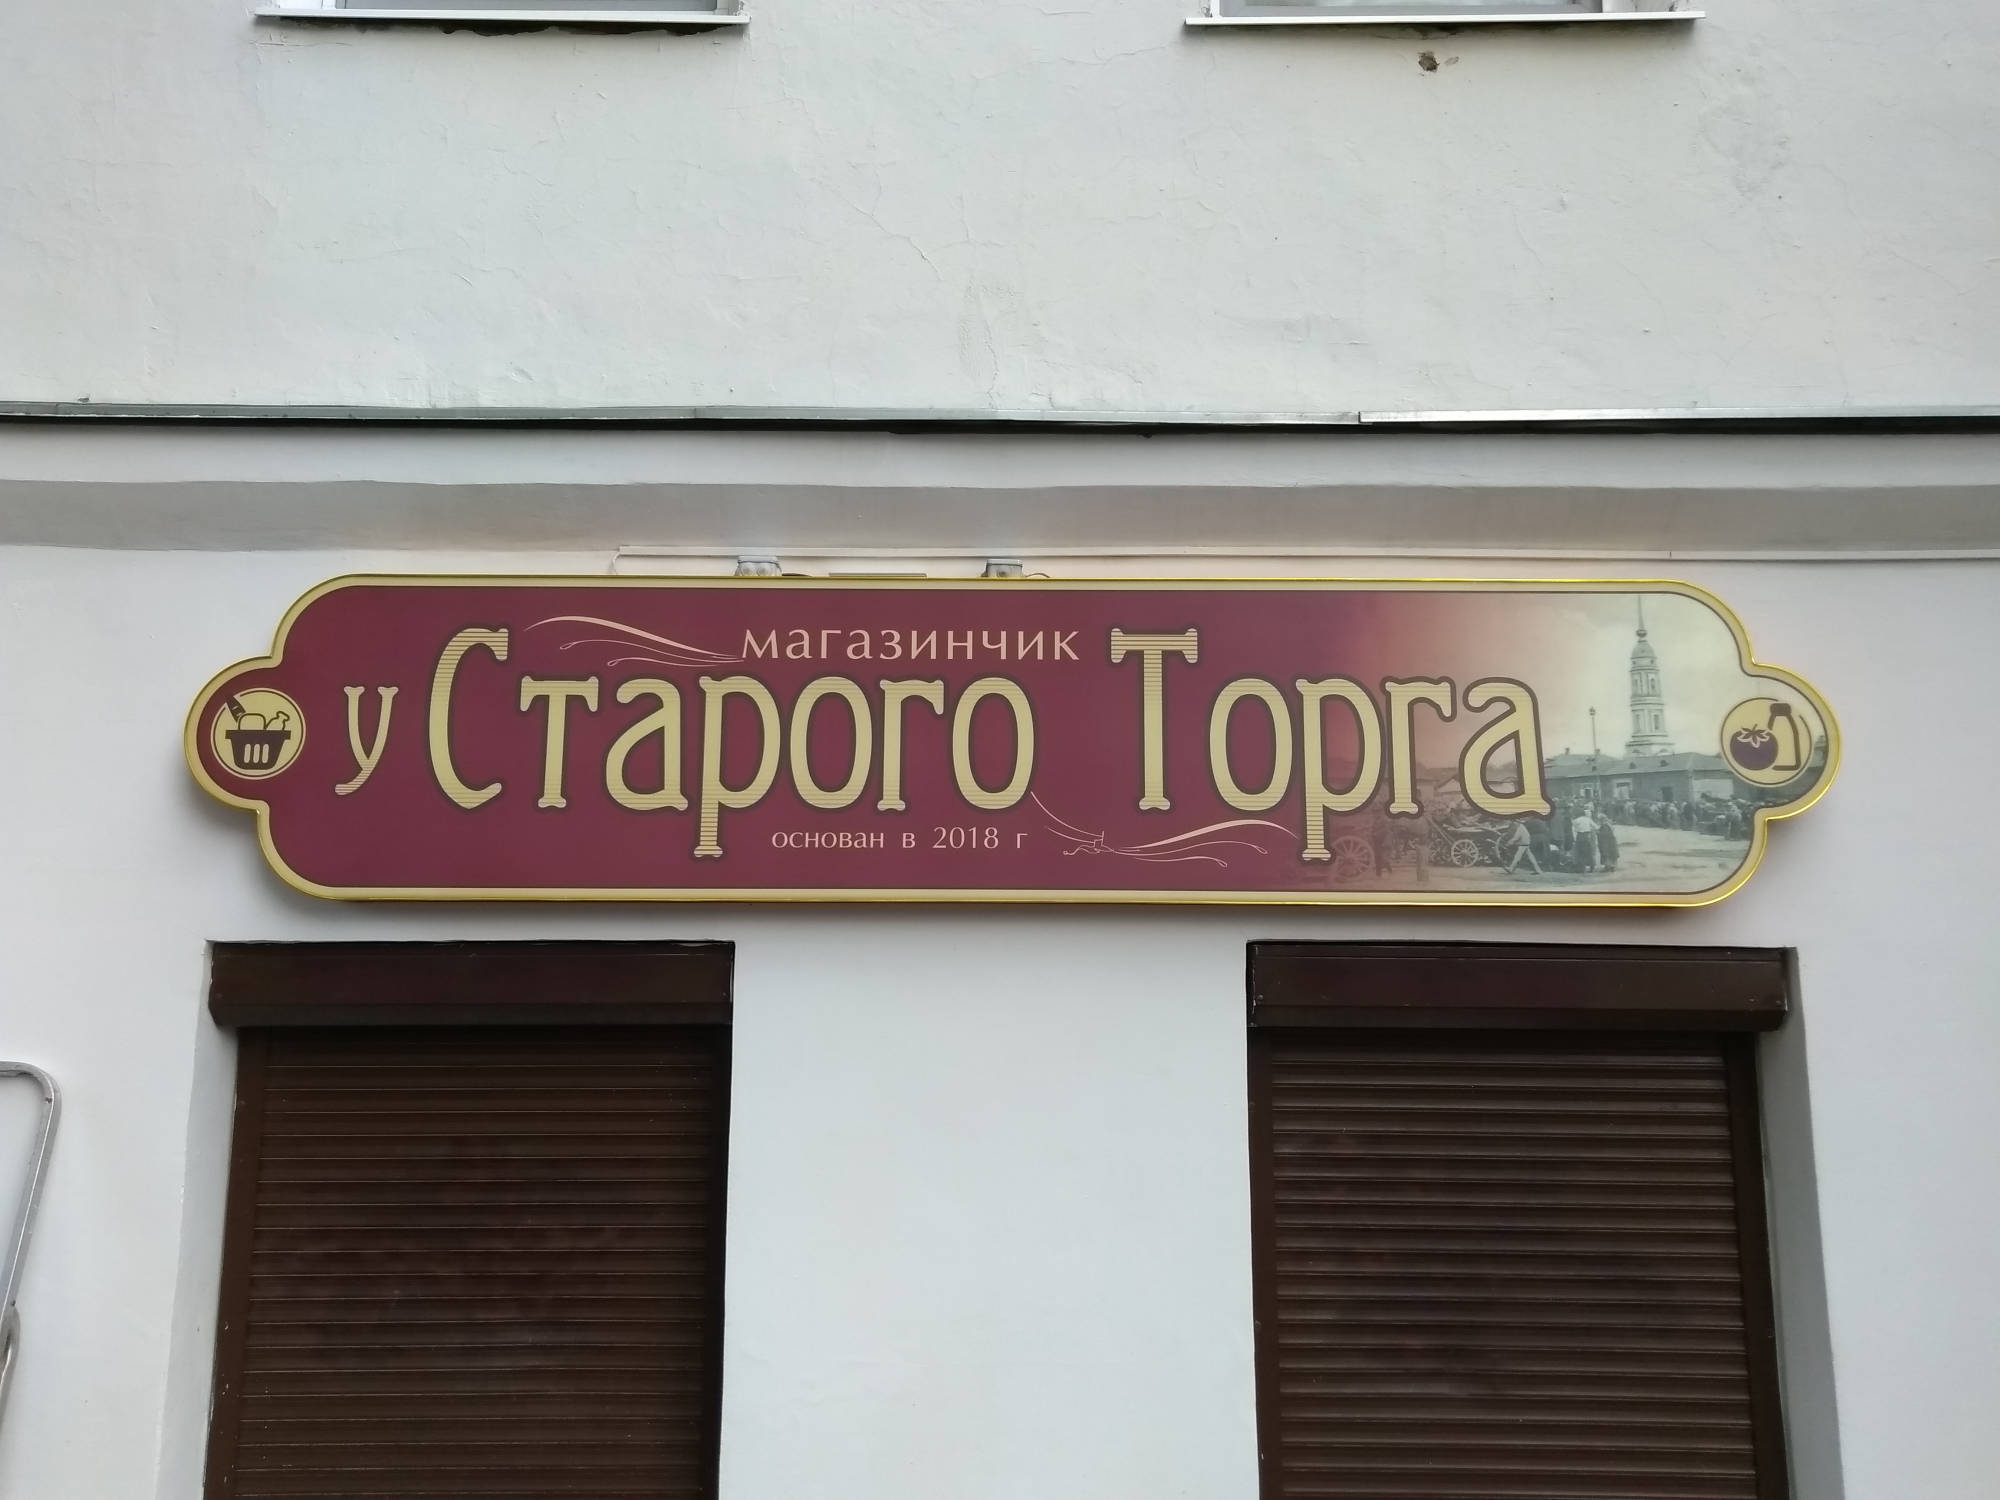 магазинчик
у Старого Торга
основан в 2018 г